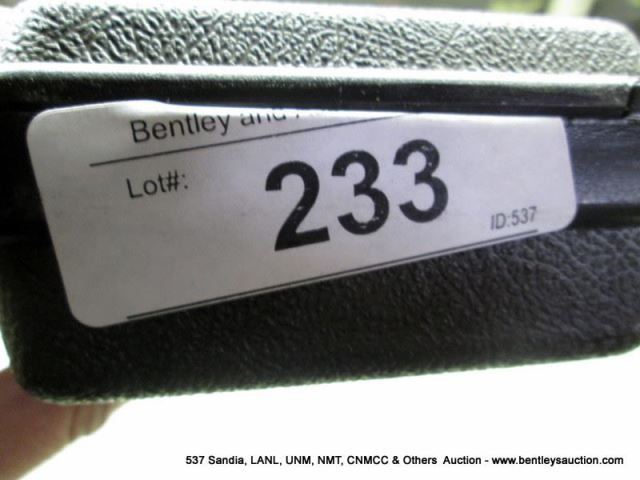 Bentley and
Lot#:
233
ID:537
537 Sandia, LANL, UNM, NMT, CNMCC & Others Auction - www.bentleysauction.com